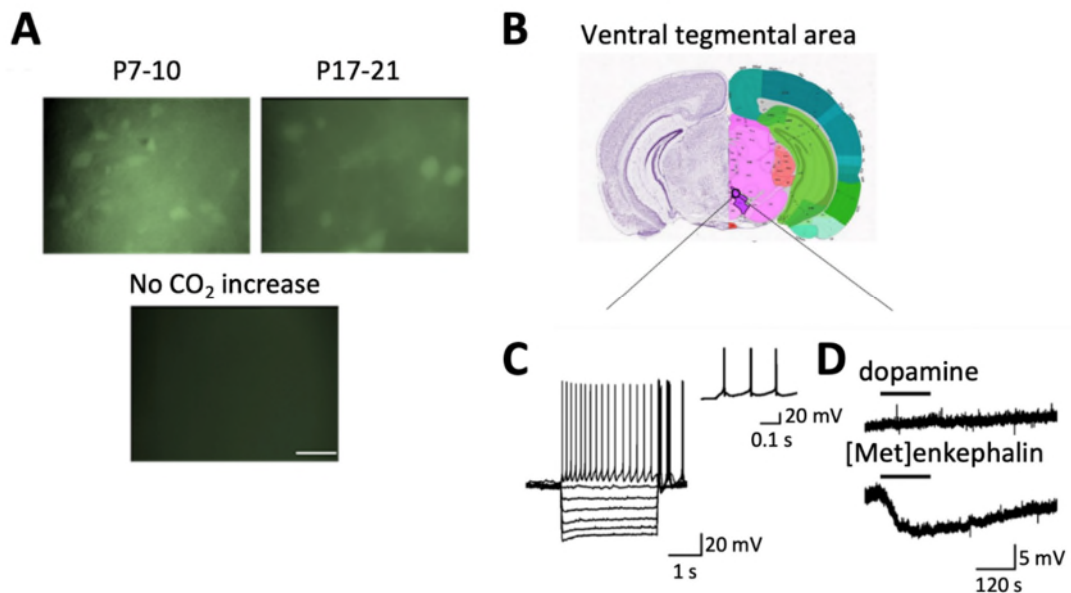 A
P7-10
P17-21
No CO₂ increase
B
Ventral tegmental area
C
20 mV
0.1 s
20 mV
1 s
D
dopamine
[Met]enkephalin
5 mV
120 s